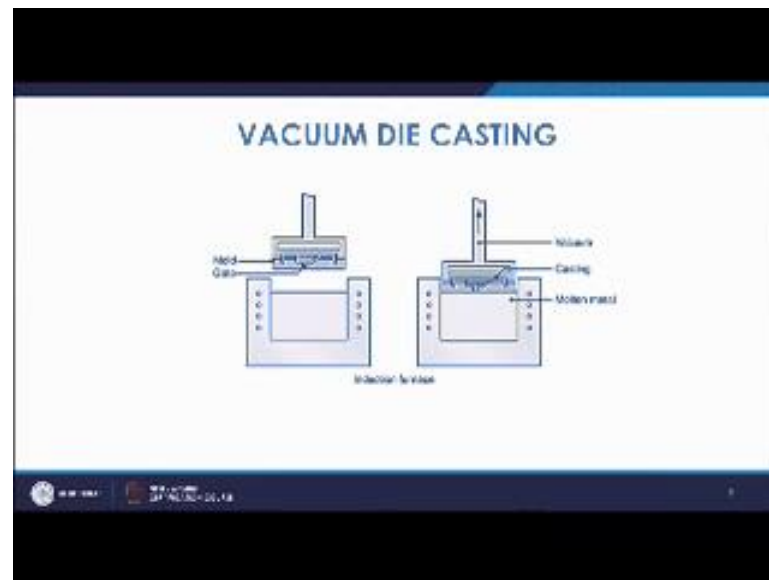 VACUUM DIE CASTING
Mold
Gate
Vacuum
Casting
Molten metal
Induction furnace